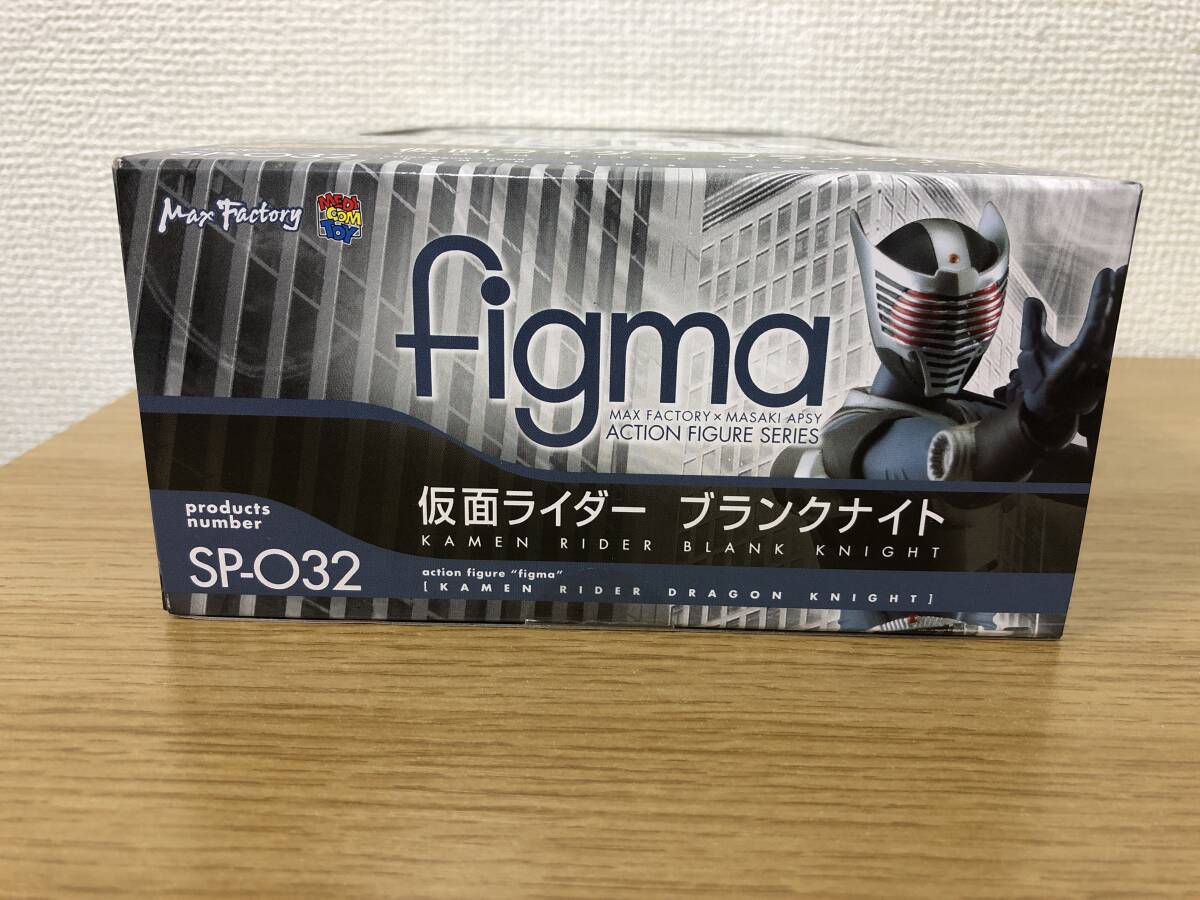 Max Factory
MEDI
COM
TOY
figma
MAX FACTORY × MASAKI APSY
ACTION FIGURE SERIES
仮面ライダー ブランクナイト
KAMEN RIDER BLANK KNIGHT
products
number
SP-032
action figure "figma"
[KAMEN RIDER DRAGON KNIGHT]